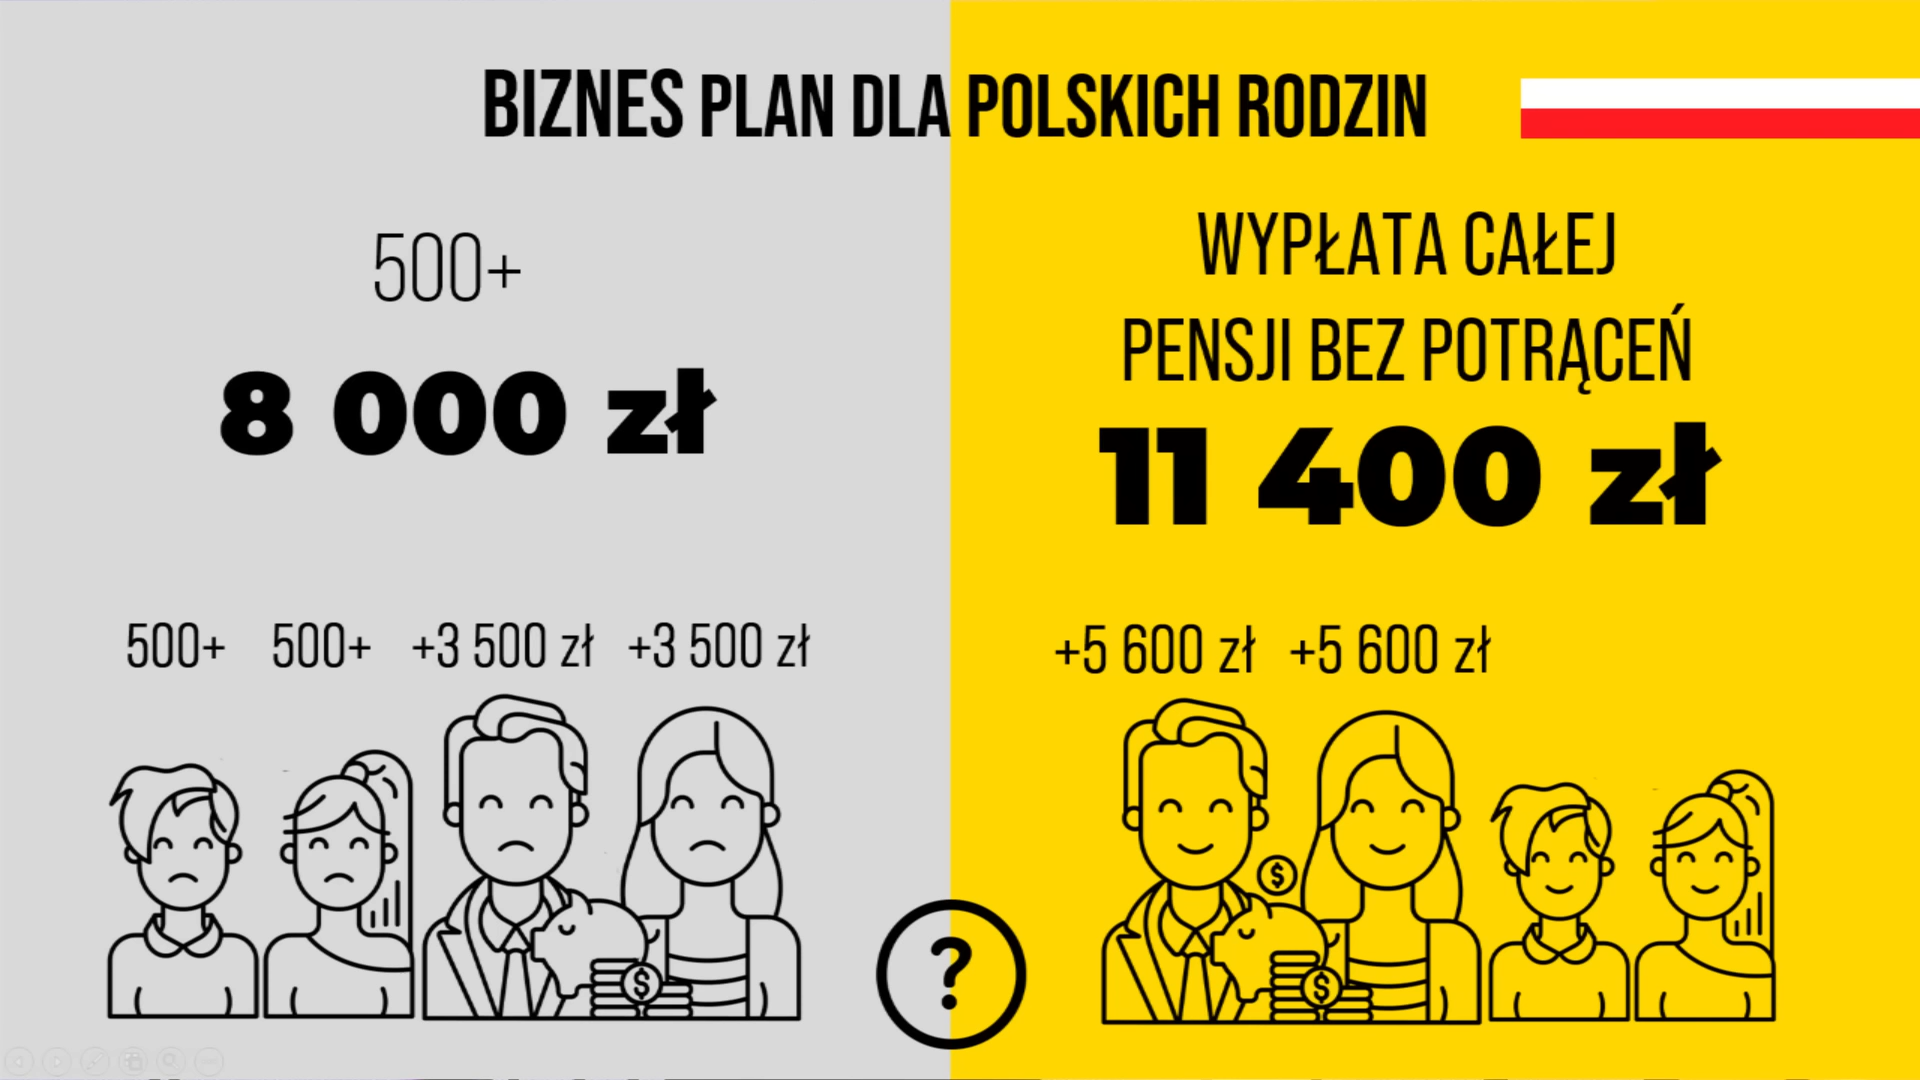 BIZNES PLAN DLA POLSKICH RODZIN
500+
8 000 zł
500+ 500+ +3 500 zł +3 500 zł
WYPŁATA CAŁEJ
PENSJI BEZ POTRĄCEŃ
11 400 zł
+5 600 zł +5 600 zł
$
$
$
?